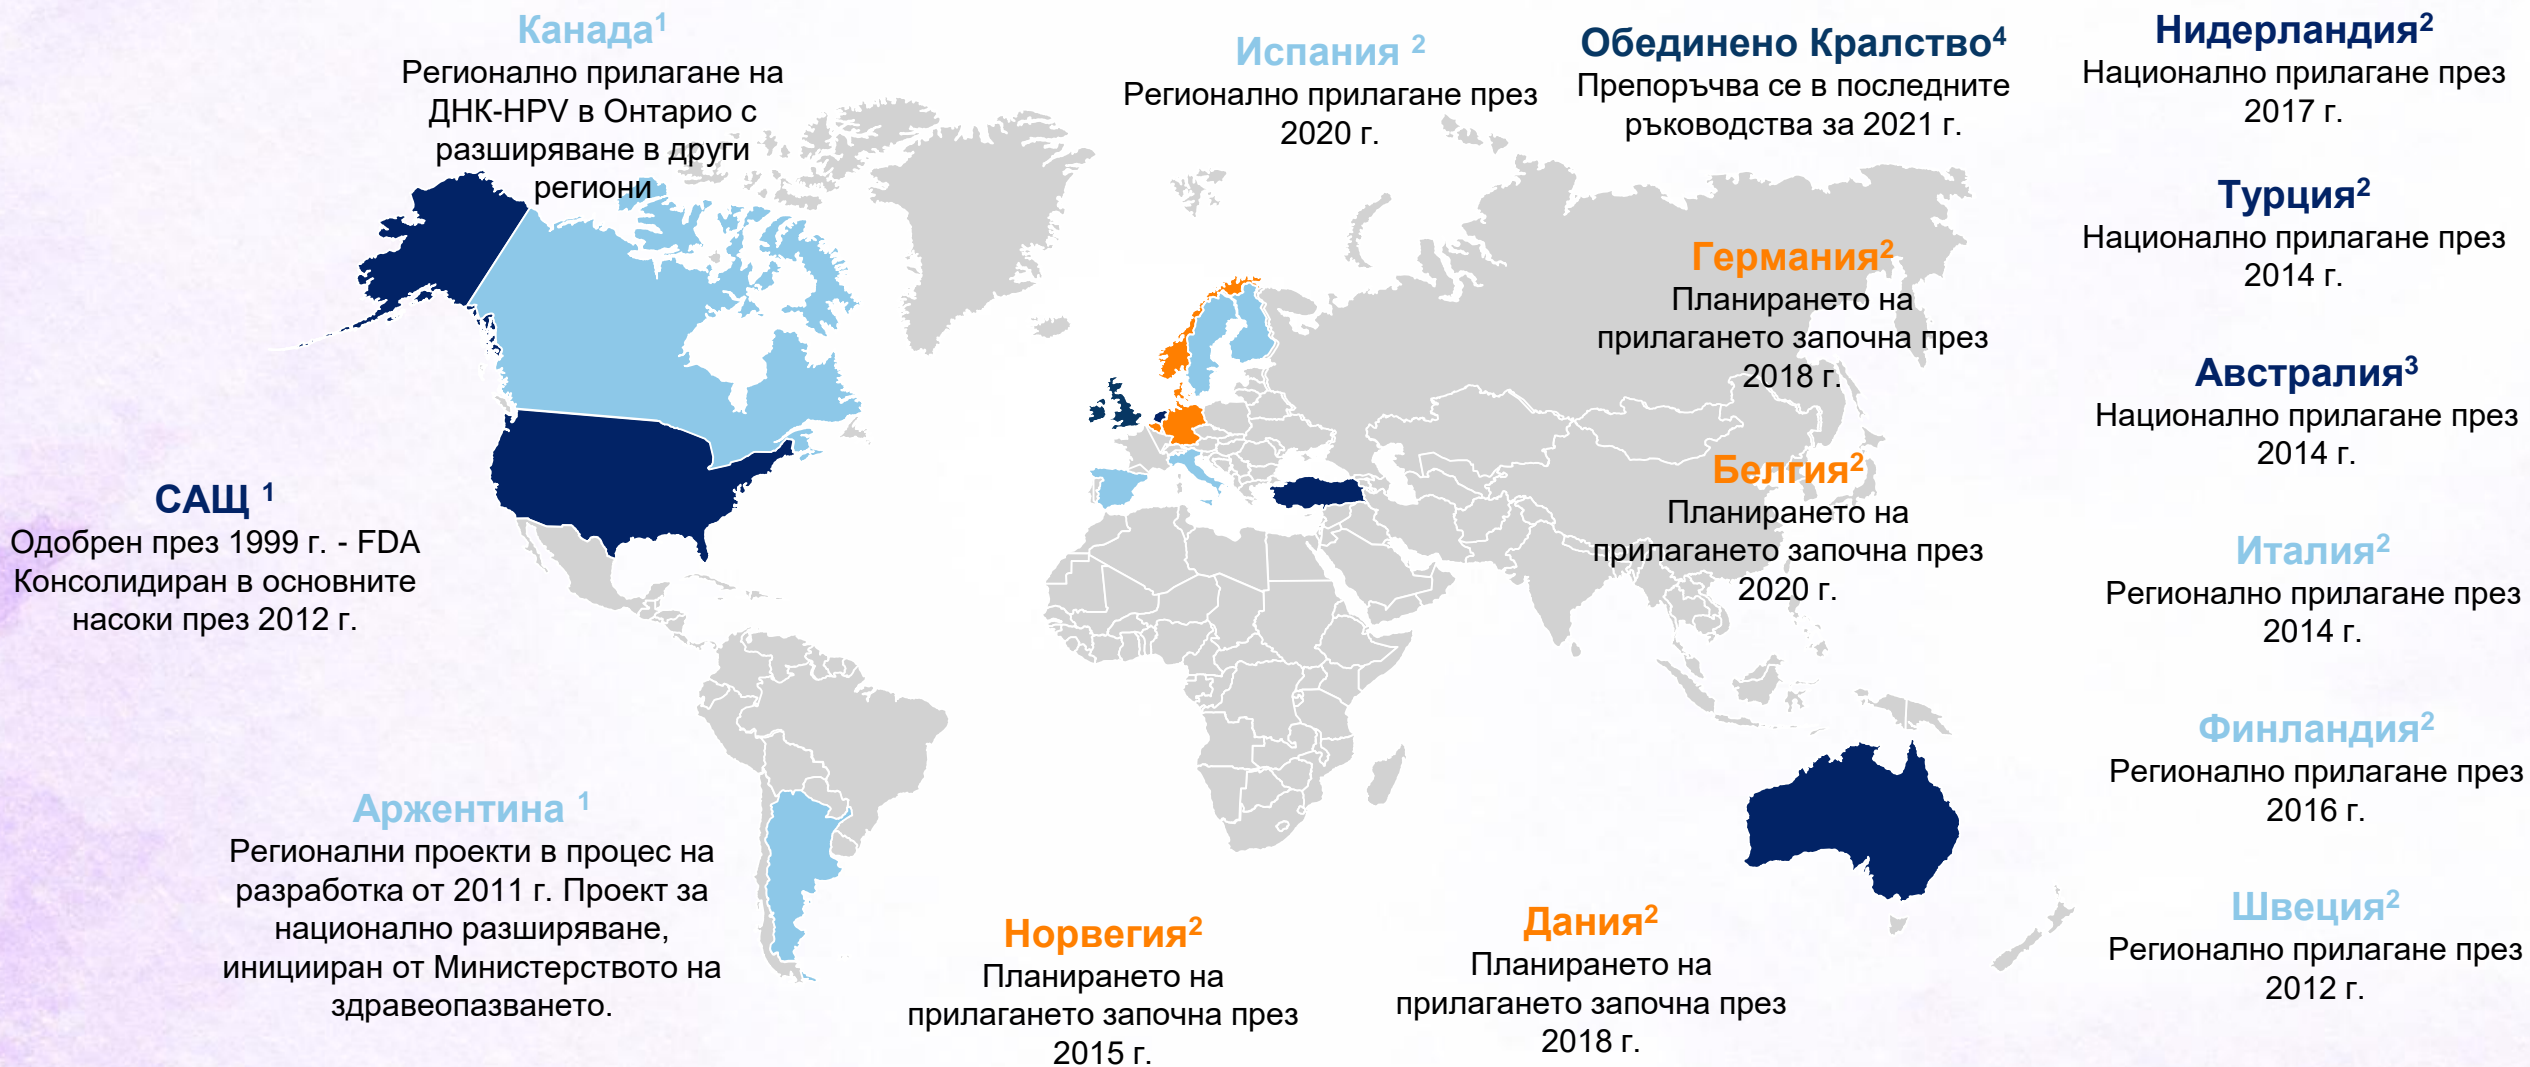 Канада¹
Регионално прилагане на
ДНК-HPV в Онтарио с
разширяване в други
региони
Испания ²
Регионално прилагане през
2020 г.
Обединено Кралство⁴
Препоръчва се в последните
ръководства за 2021 г.
Нидерландия²
Национално прилагане през
2017 г.
Турция²
Национално прилагане през
2014 г.
Германия²
Планирането на
прилагането започна през
2018 г.
Австралия³
Национално прилагане през
2014 г.
Белгия²
Планирането на
прилагането започна през
2020 г.
САЩ ¹
Одобрен през 1999 г. - FDA
Консолидиран в основните
насоки през 2012 г.
Италия²
Регионално прилагане през
2014 г.
Финландия²
Регионално прилагане през
2016 г.
Аржентина ¹
Регионални проекти в процес на
разработка от 2011 г. Проект за
национално разширяване,
иницииран от Министерството на
здравеопазването.
Норвегия²
Планирането на
прилагането започна през
2015 г.
Дания²
Планирането на
прилагането започна през
2018 г.
Швеция²
Регионално прилагане през
2012 г.